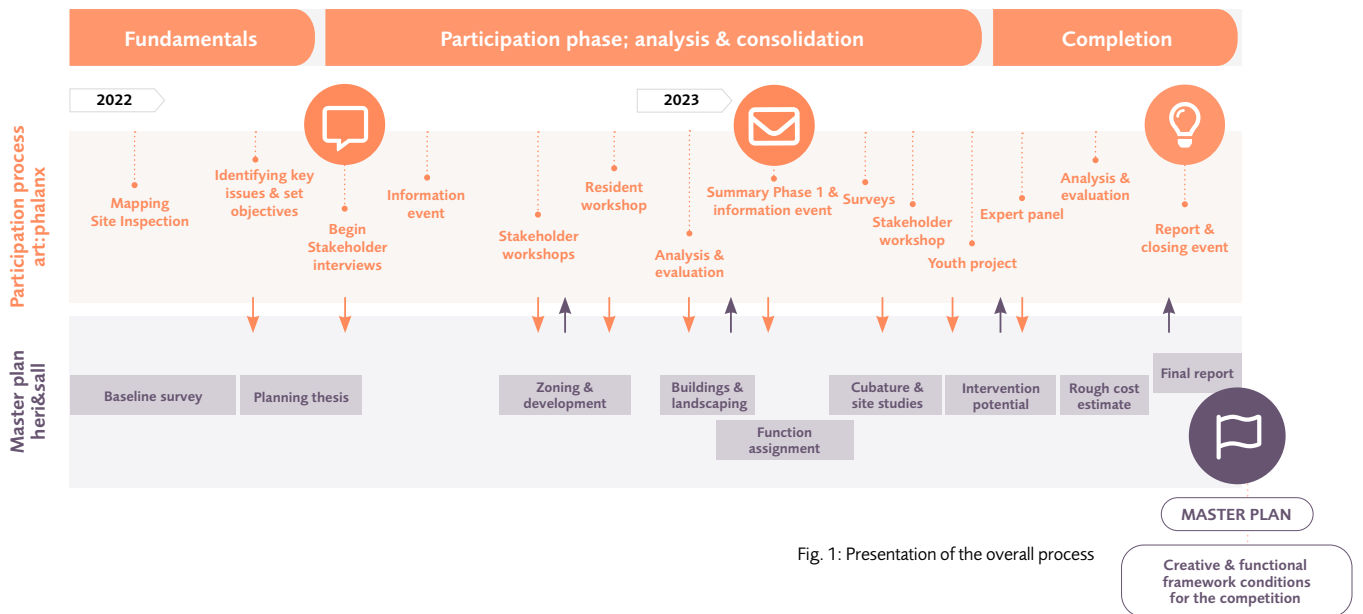 Fundamentals
Participation phase; analysis & consolidation
Completion
2022
2023
Participation process
art:phalanx
Mapping
Site Inspection
Identifying key
issues & set
objectives
Begin
Stakeholder
interviews
Information
event
Stakeholder
workshops
Resident
workshop
Analysis &
evaluation
Summary Phase 1 &
information event
Surveys
Stakeholder
workshop
Youth project
Expert panel
Analysis &
evaluation
Report &
closing event
Master plan
heri&sall
Baseline survey
Planning thesis
Zoning &
development
Buildings &
landscaping
Function
assignment
Cubature &
site studies
Intervention
potential
Rough cost
estimate
Final report
MASTER PLAN
Fig. 1: Presentation of the overall process
Creative & functional
framework conditions
for the competition